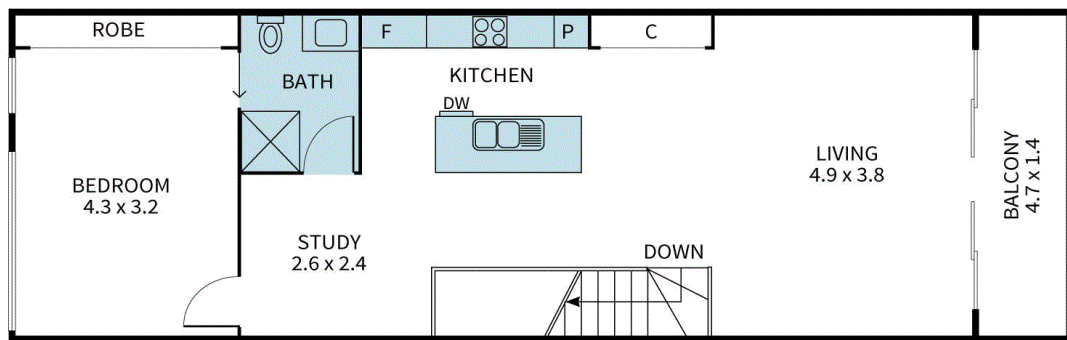 ROBE
BATH
F
P
C
KITCHEN
DW
BEDROOM
4.3 x 3.2
STUDY
2.6 x 2.4
DOWN
LIVING
4.9 x 3.8
BALCONY
4.7 x 1.4